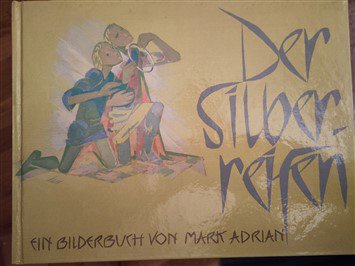 Der
Silber-
reifen
EIN BILDERBUCH VON MARK ADRIAN